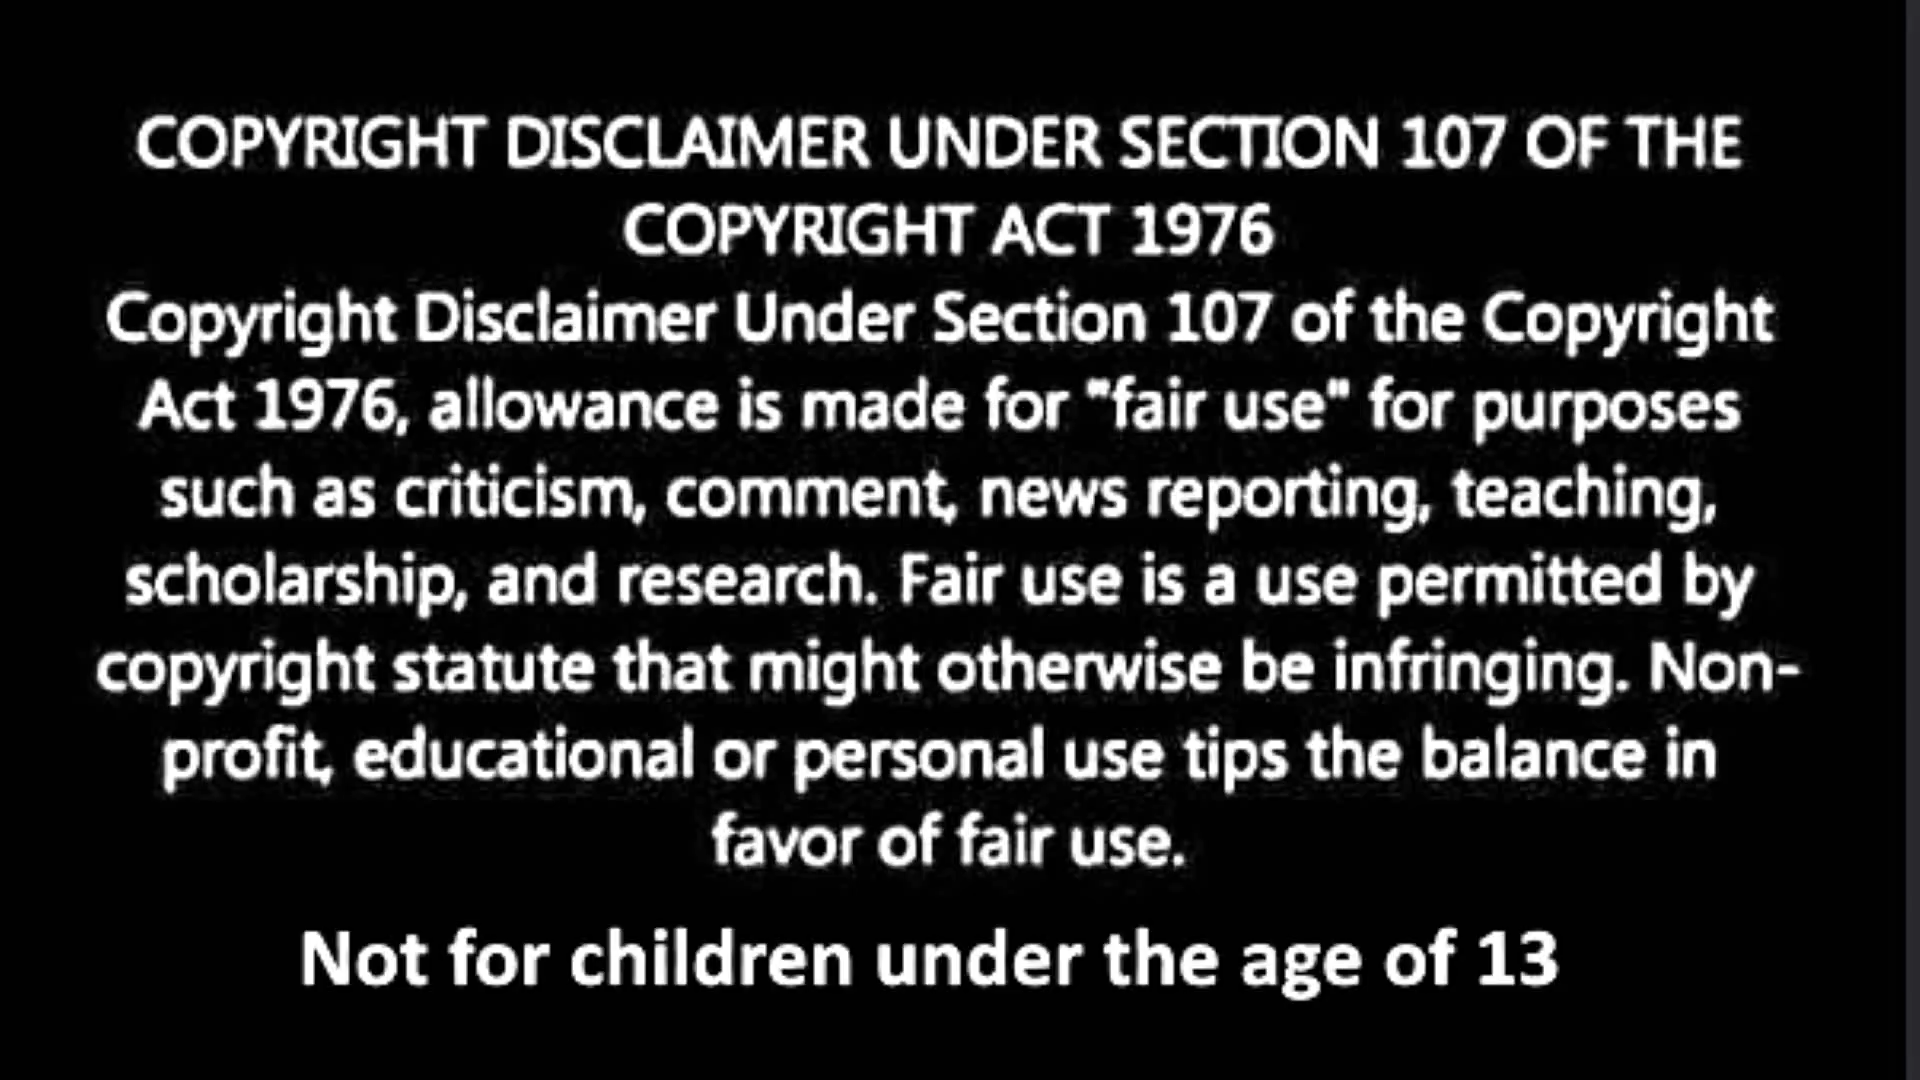 COPYRIGHT DISCLAIMER UNDER SECTION 107 OF THE
COPYRIGHT ACT 1976
Copyright Disclaimer Under Section 107 of the Copyright
Act 1976, allowance is made for "fair use" for purposes
such as criticism, comment, news reporting, teaching,
scholarship, and research. Fair use is a use permitted by
copyright statute that might otherwise be infringing. Non-
profit, educational or personal use tips the balance in
favor of fair use.
Not for children under the age of 13